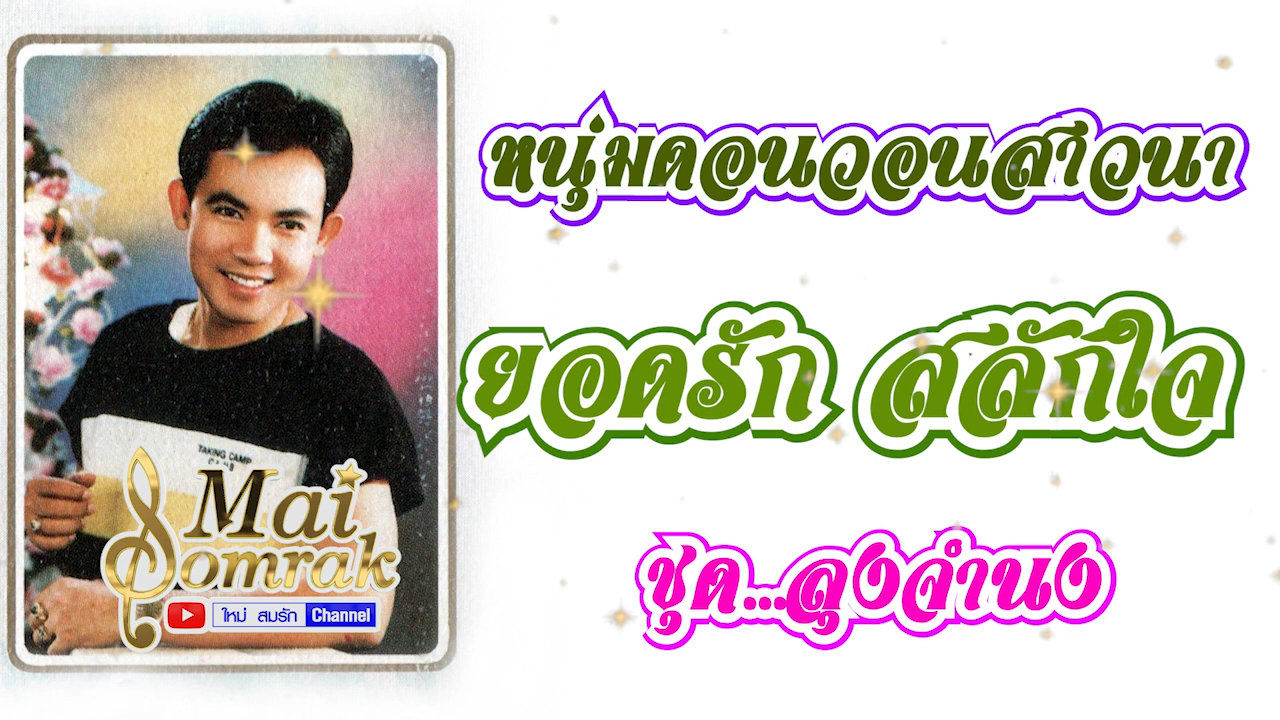 หนุ่มดอนวอนสาวนา
ยอดรัก สลักใจ
ชุด...ลุงจำนง
TAKING CAMP
Mai
Somrak
ใหม่ สมรัก Channel